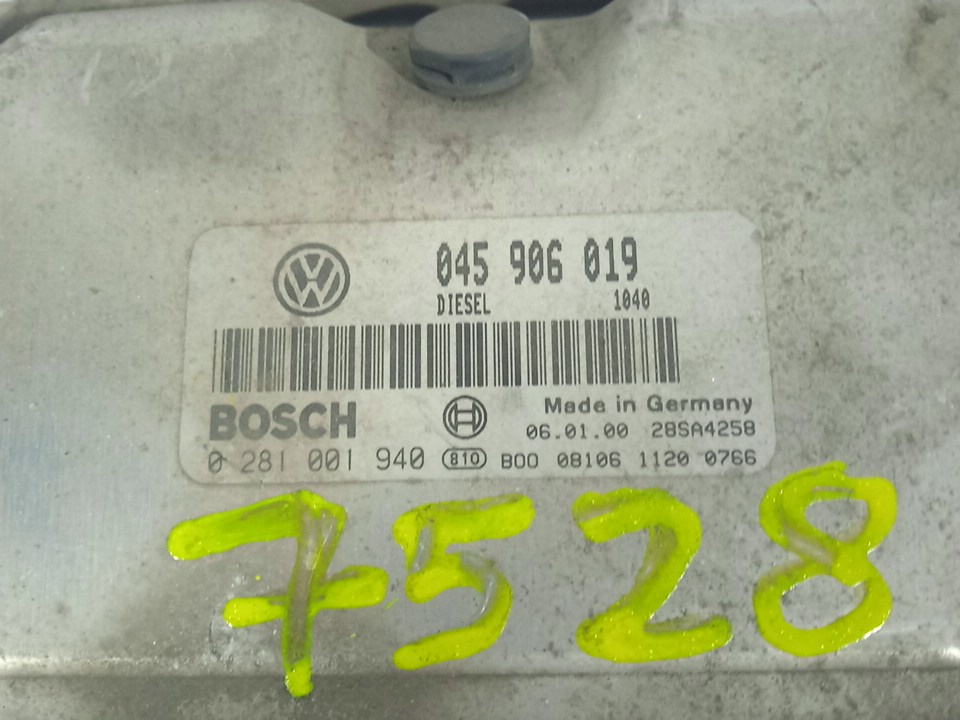 045 906 019
DIESEL 1040
BOSCH Made in Germany
06.01.00 28SA4258
0 281 001 940 810 B00 08106 1120 0766
7528